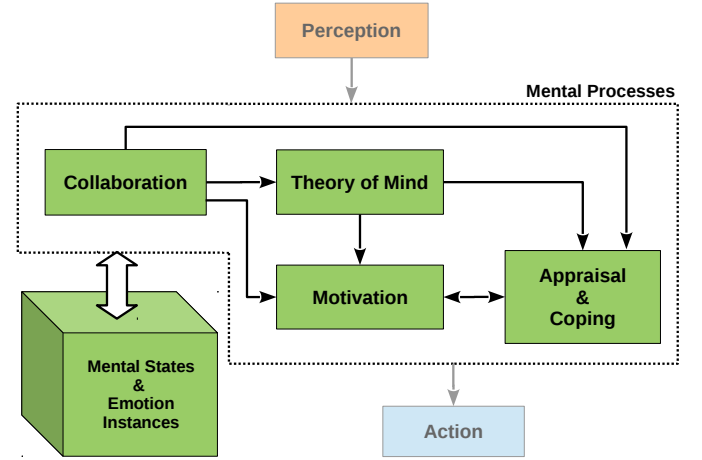 Perception
Mental Processes
Collaboration
Theory of Mind
Motivation
Appraisal
&
Coping
Mental States
&
Emotion
Instances
Action